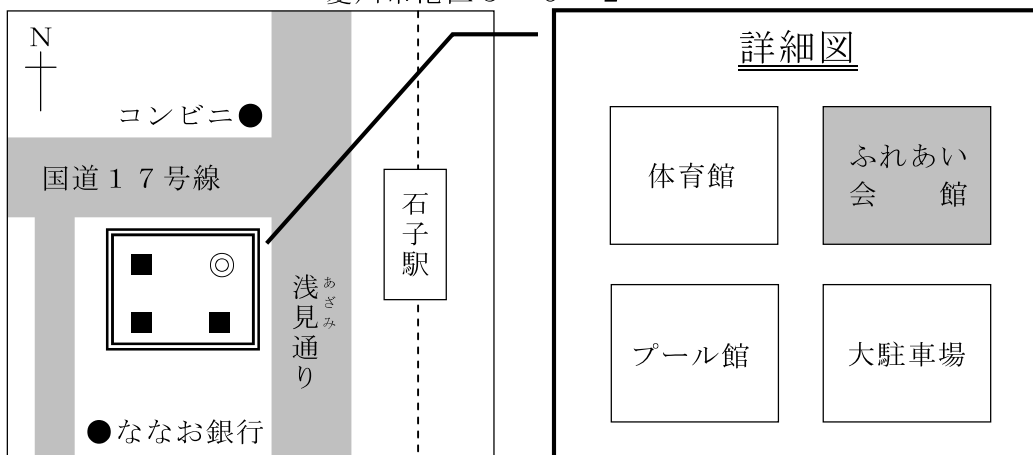 N
コンビニ●
国道17号線
石子駅
浅見通り
あざみ
●ななお銀行
詳細図
体育館
ふれあい
会館
プール館
大駐車場